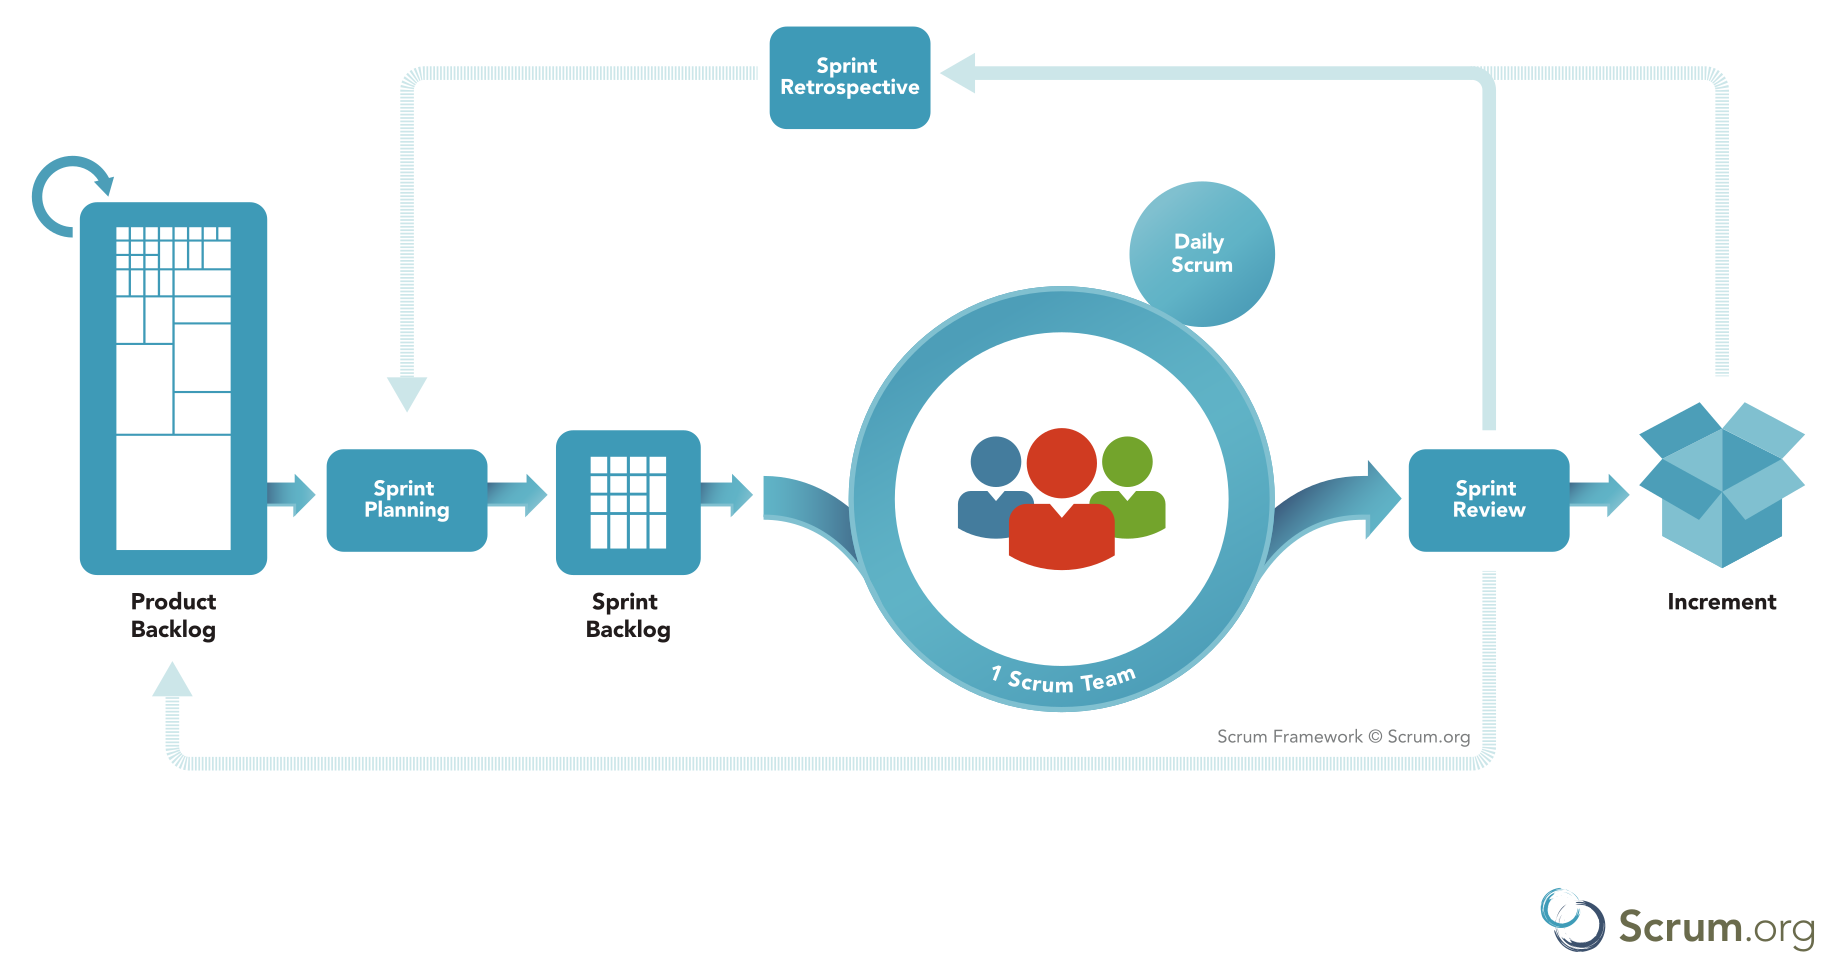 Sprint
Retrospective
Daily
Scrum
Sprint
Planning
Sprint
Review
Product
Backlog
Sprint
Backlog
Increment
1 Scrum Team
Scrum Framework © Scrum.org
Scrum.org